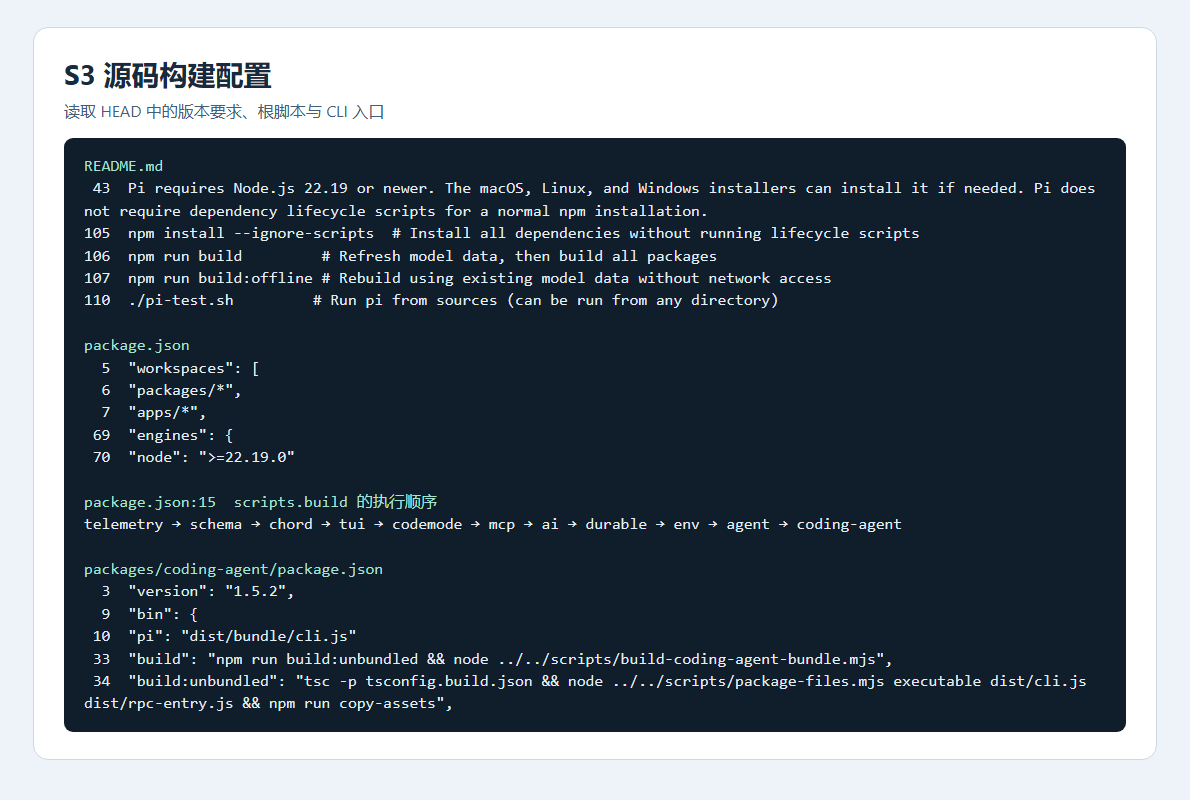 S3 源码构建配置
读取 HEAD 中的版本要求、根脚本与 CLI 入口
README.md
43 Pi requires Node.js 22.19 or newer. The macOS, Linux, and Windows installers can install it if needed. Pi does
not require dependency lifecycle scripts for a normal npm installation.
105 npm install --ignore-scripts # Install all dependencies without running lifecycle scripts
106 npm run build # Refresh model data, then build all packages
107 npm run build:offline # Rebuild using existing model data without network access
110 ./pi-test.sh # Run pi from sources (can be run from any directory)
package.json
5 "workspaces": [
6 "packages/*",
7 "apps/*",
69 "engines": {
70 "node": ">=22.19.0"
package.json:15 scripts.build 的执行顺序
telemetry → schema → chord → tui → codemode → mcp → ai → durable → env → agent → coding-agent
packages/coding-agent/package.json
3 "version": "1.5.2",
9 "bin": {
10 "pi": "dist/bundle/cli.js"
33 "build": "npm run build:unbundled && node ../../scripts/build-coding-agent-bundle.mjs",
34 "build:unbundled": "tsc -p tsconfig.build.json && node ../../scripts/package-files.mjs executable dist/cli.js
dist/rpc-entry.js && npm run copy-assets",